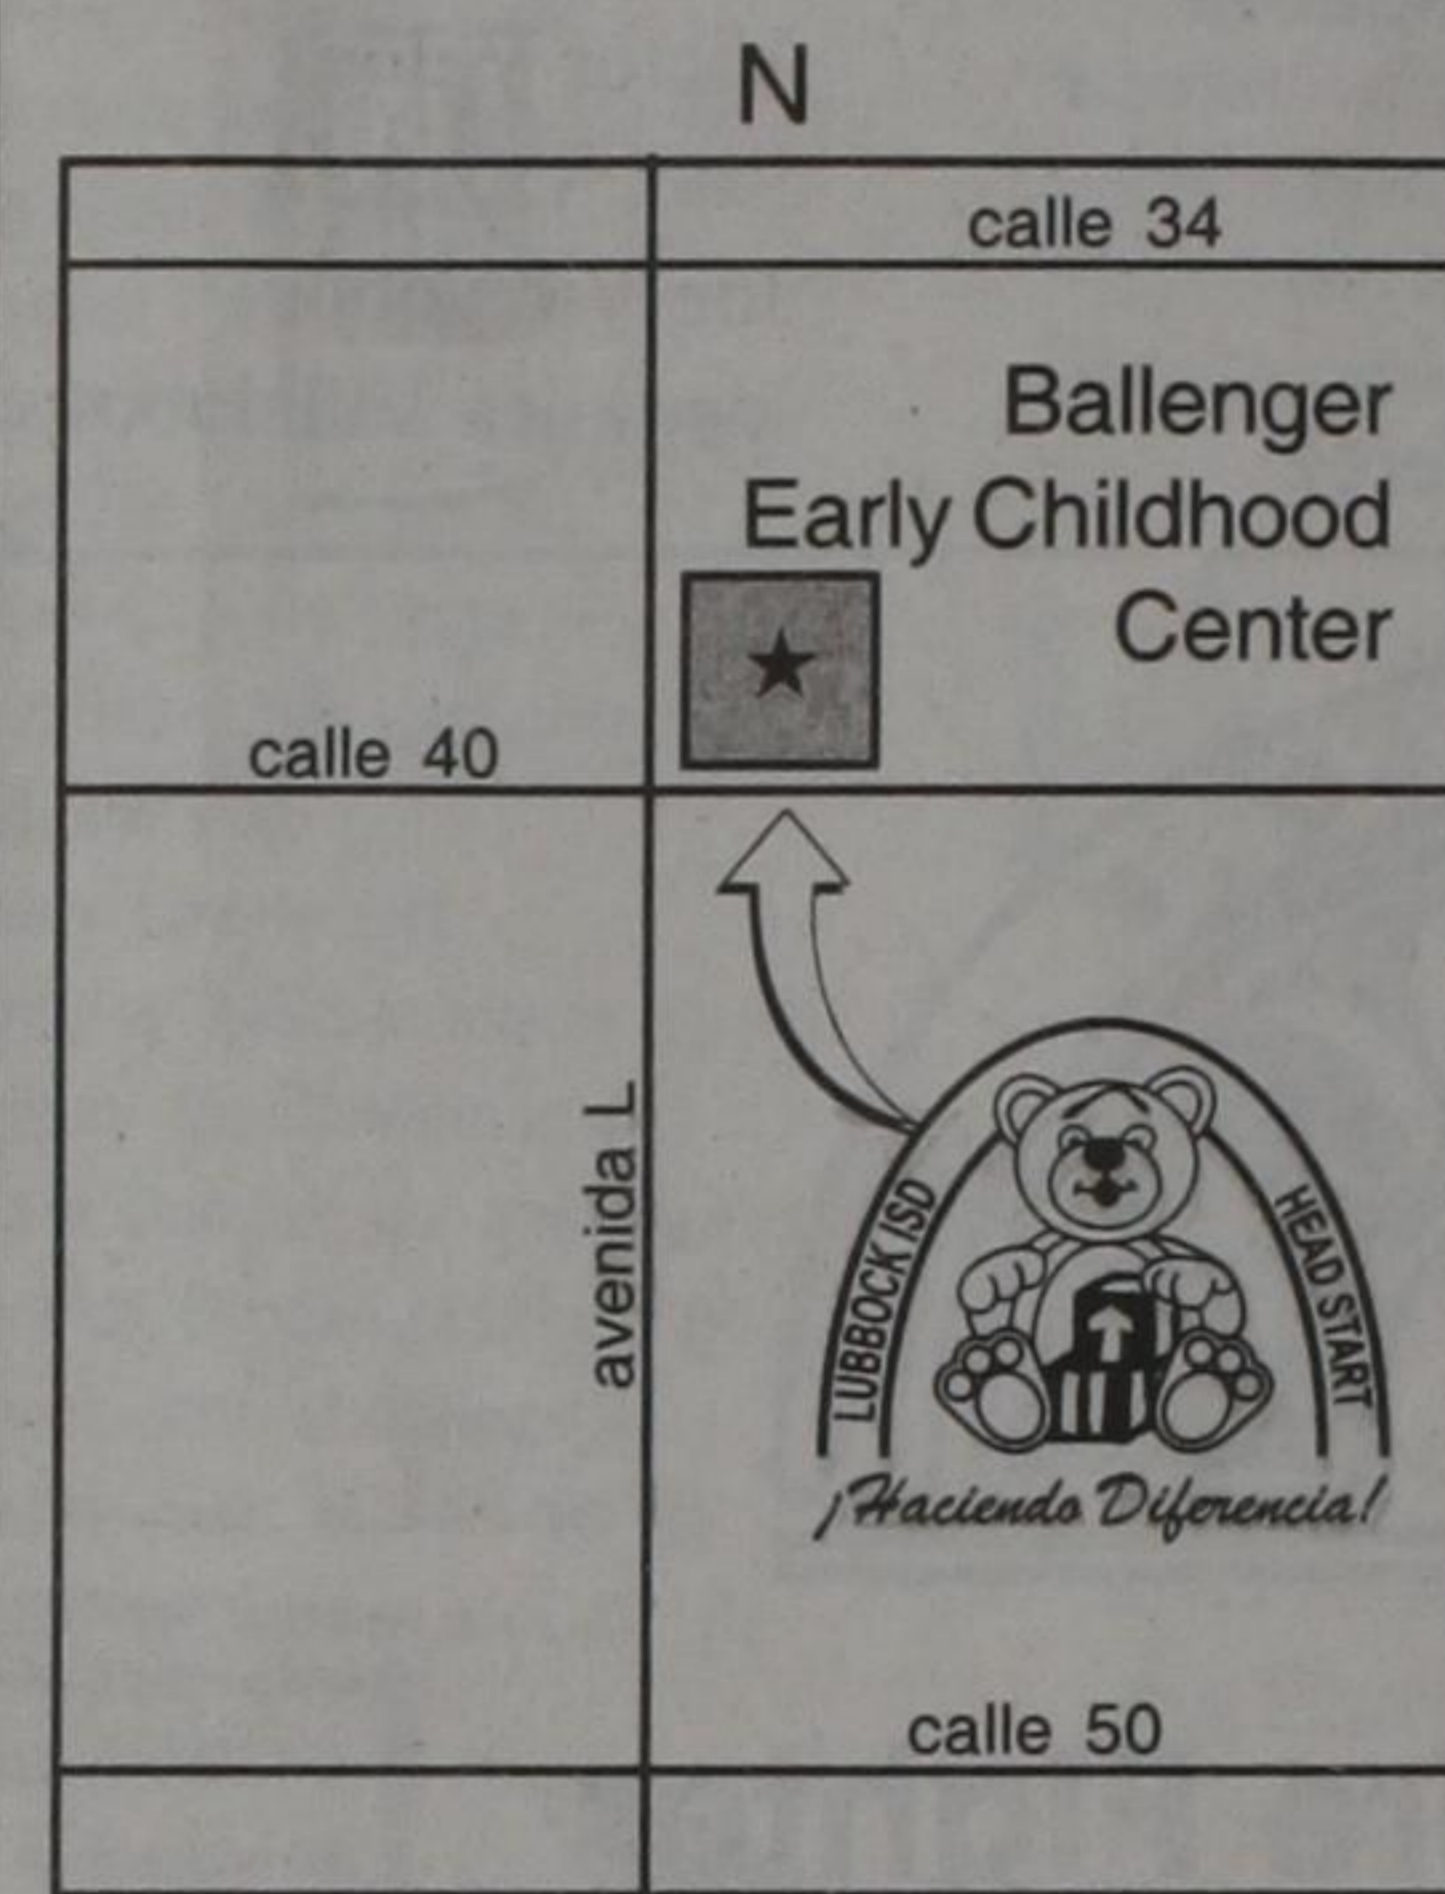 N
calle 34
Ballenger
Early Childhood
Center
calle 40
avenida L
LUBBOCK ISD
HEAD START
¡Haciendo Diferencia!
calle 50